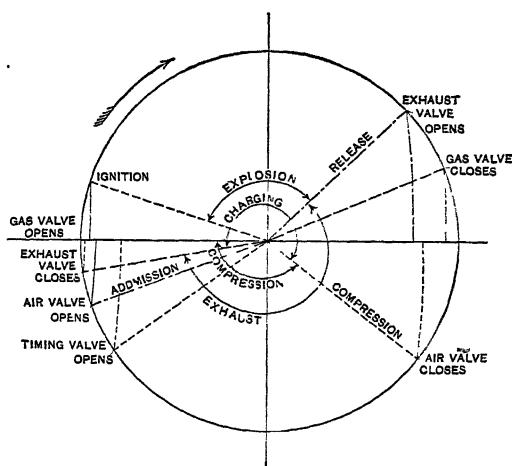 EXHAUST
VALVE
OPENS
RELEASE
GAS VALVE
CLOSES
IGNITION
EXPLOSION
CHARGING
GAS VALVE
OPENS
EXHAUST
VALVE
CLOSES
ADDMISSION
COMPRESSION
EXHAUST
AIR VALVE
OPENS
TIMING VALVE
OPENS
COMPRESSION
AIR VALVE
CLOSES